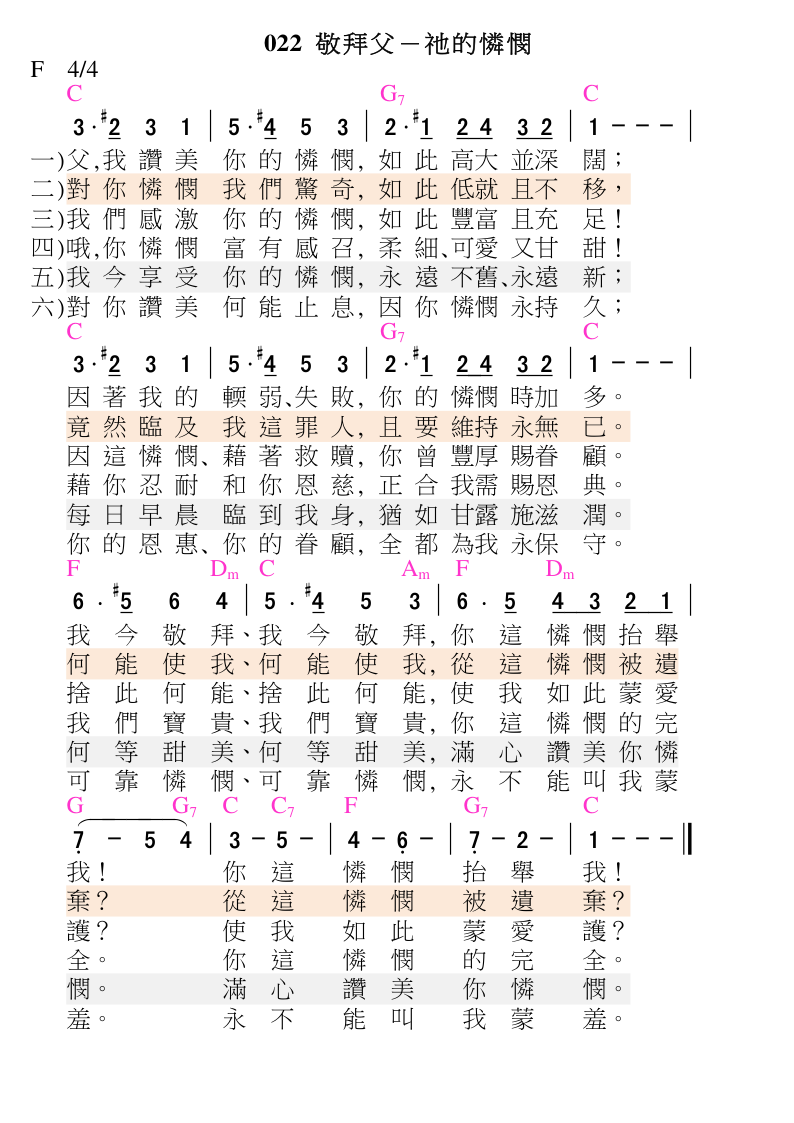 022 敬拜父－祂的憐憫
F 4/4
C G7 C
3 · #2 3 1 | 5 · #4 5 3 | 2 · #1 2 4 3 2 | 1 － － － |
一)父,我 讚 美 你 的 憐 憫, 如 此 高大 並深 闊；
二)對 你 憐 憫 我 們 驚 奇, 如 此 低就 且不 移，
三)我 們 感 激 你 的 憐 憫, 如 此 豐富 且充 足！
四)哦,你 憐 憫 富 有 感 召, 柔 細、可愛 又甘 甜！
五)我 今 享 受 你 的 憐 憫, 永 遠 不舊、永遠 新；
六)對 你 讚 美 何 能 止 息, 因 你 憐憫 永持 久；
C G7 C
3 · #2 3 1 | 5 · #4 5 3 | 2 · #1 2 4 3 2 | 1 － － － |
因 著 我 的 輭 弱、失 敗, 你 的 憐憫 時加 多。
竟 然 臨 及 我 這 罪 人, 且 要 維持 永無 已。
因 這 憐 憫、藉 著 救 贖, 你 曾 豐厚 賜眷 顧。
藉 你 忍 耐 和 你 恩 慈, 正 合 我需 賜恩 典。
每 日 早 晨 臨 到 我 身, 猶 如 甘露 施滋 潤。
你 的 恩 惠、你 的 眷 顧, 全 都 為我 永保 守。
F Dm C Am F Dm
6 · #5 6 4 | 5 · #4 5 3 | 6 · 5 4 3 2 1 |
我 今 敬 拜、我 今 敬 拜, 你 這 憐 憫 抬 舉
何 能 使 我、何 能 使 我, 從 這 憐 憫 被 遺
捨 此 何 能、捨 此 何 能, 使 我 如 此 蒙 愛
我 們 寶 貴、我 們 寶 貴, 你 這 憐 憫 的 完
何 等 甜 美、何 等 甜 美, 滿 心 讚 美 你 憐
可 靠 憐 憫、可 靠 憐 憫, 永 不 能 叫 我 蒙
G G7 C C7 F G7 C
7̣ － 5 4 | 3 － 5 － | 4 － 6̣ － | 7̣ － 2 － | 1 － － － ‖
我！ 你 這 憐 憫 抬 舉 我！
棄？ 從 這 憐 憫 被 遺 棄？
護？ 使 我 如 此 蒙 愛 護？
全。 你 這 憐 憫 的 完 全。
憫。 滿 心 讚 美 你 憐 憫。
羞。 永 不 能 叫 我 蒙 羞。